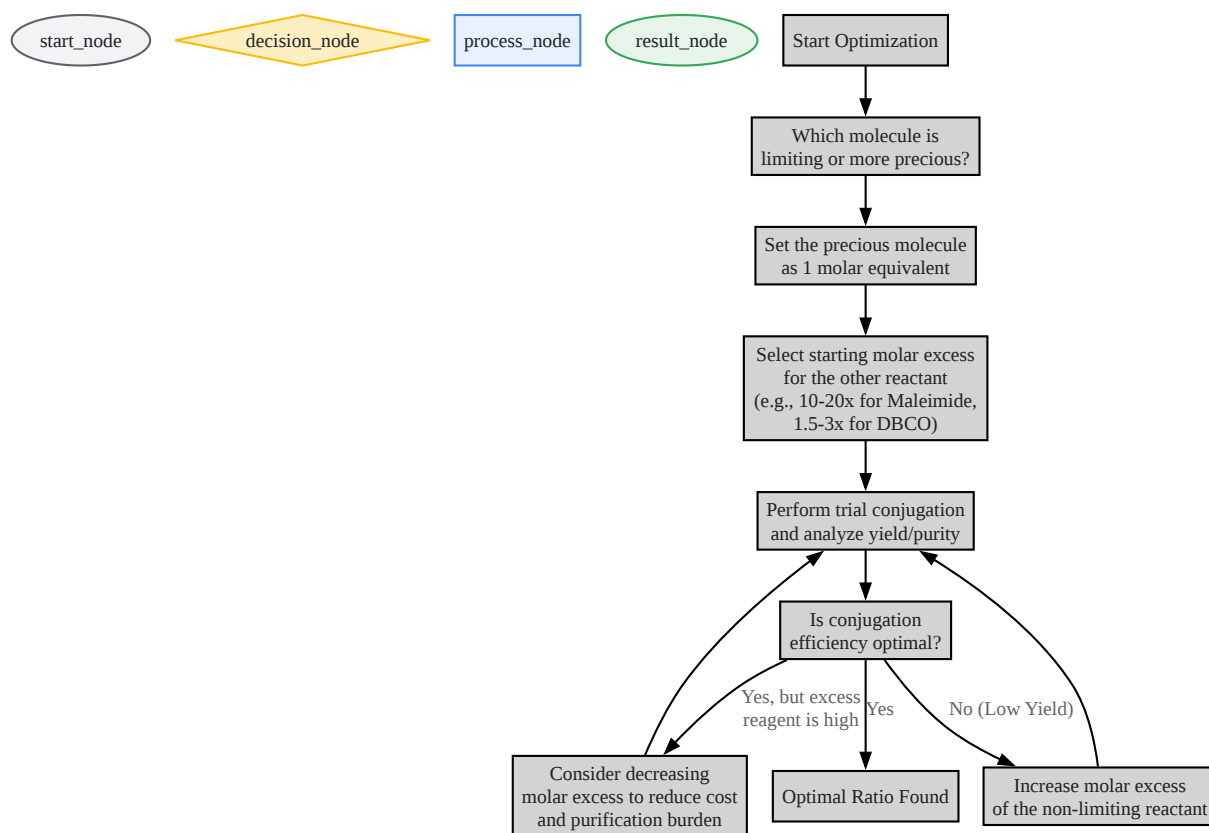 start_node
decision_node
process_node
result_node
Start Optimization
Which molecule is
limiting or more precious?
Set the precious molecule
as 1 molar equivalent
Select starting molar excess
for the other reactant
(e.g., 10-20x for Maleimide,
1.5-3x for DBCO)
Perform trial conjugation
and analyze yield/purity
Is conjugation
efficiency optimal?
Yes, but excess
reagent is high
Yes
No (Low Yield)
Consider decreasing
molar excess to reduce cost
and purification burden
Optimal Ratio Found
Increase molar excess
of the non-limiting reactant